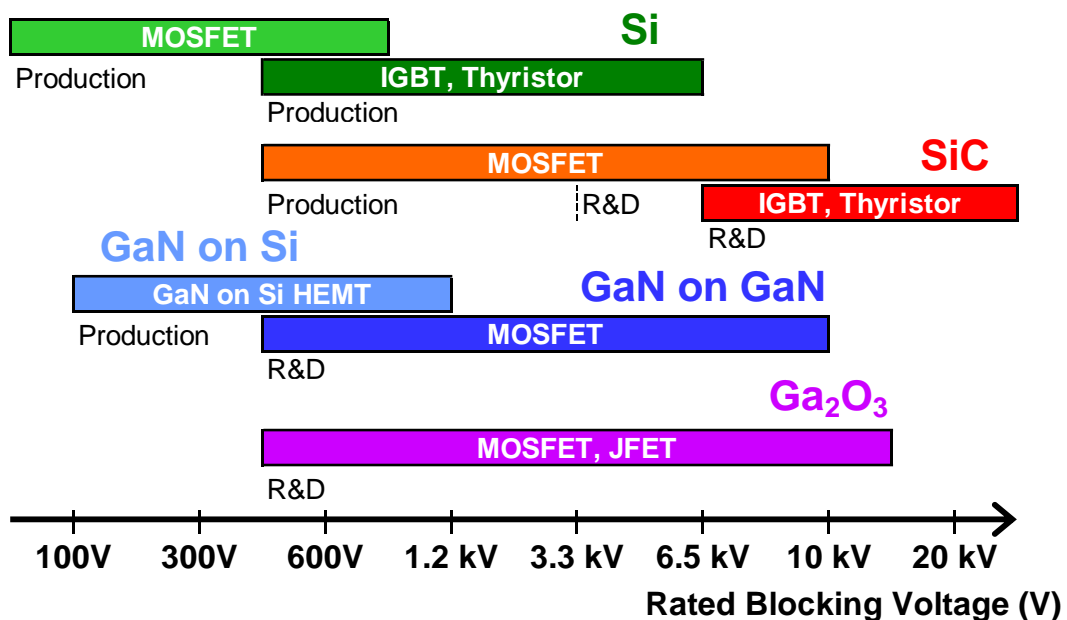 Si
MOSFET
Production
IGBT, Thyristor
Production
SiC
MOSFET
Production
R&D
IGBT, Thyristor
R&D
GaN on Si
GaN on Si HEMT
Production
GaN on GaN
MOSFET
R&D
Ga₂O₃
MOSFET, JFET
R&D
100V 300V 600V 1.2 kV 3.3 kV 6.5 kV 10 kV 20 kV
Rated Blocking Voltage (V)